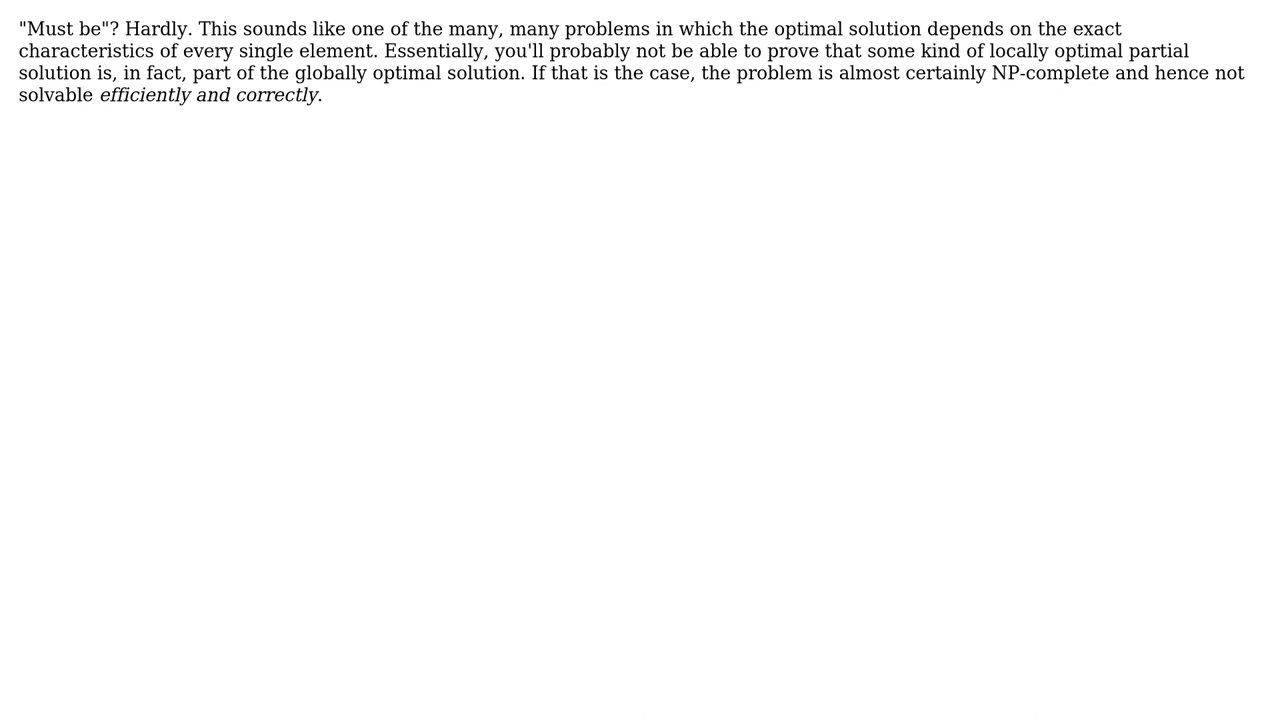 "Must be"? Hardly. This sounds like one of the many, many problems in which the optimal solution depends on the exact
characteristics of every single element. Essentially, you'll probably not be able to prove that some kind of locally optimal partial
solution is, in fact, part of the globally optimal solution. If that is the case, the problem is almost certainly NP-complete and hence not
solvable efficiently and correctly.